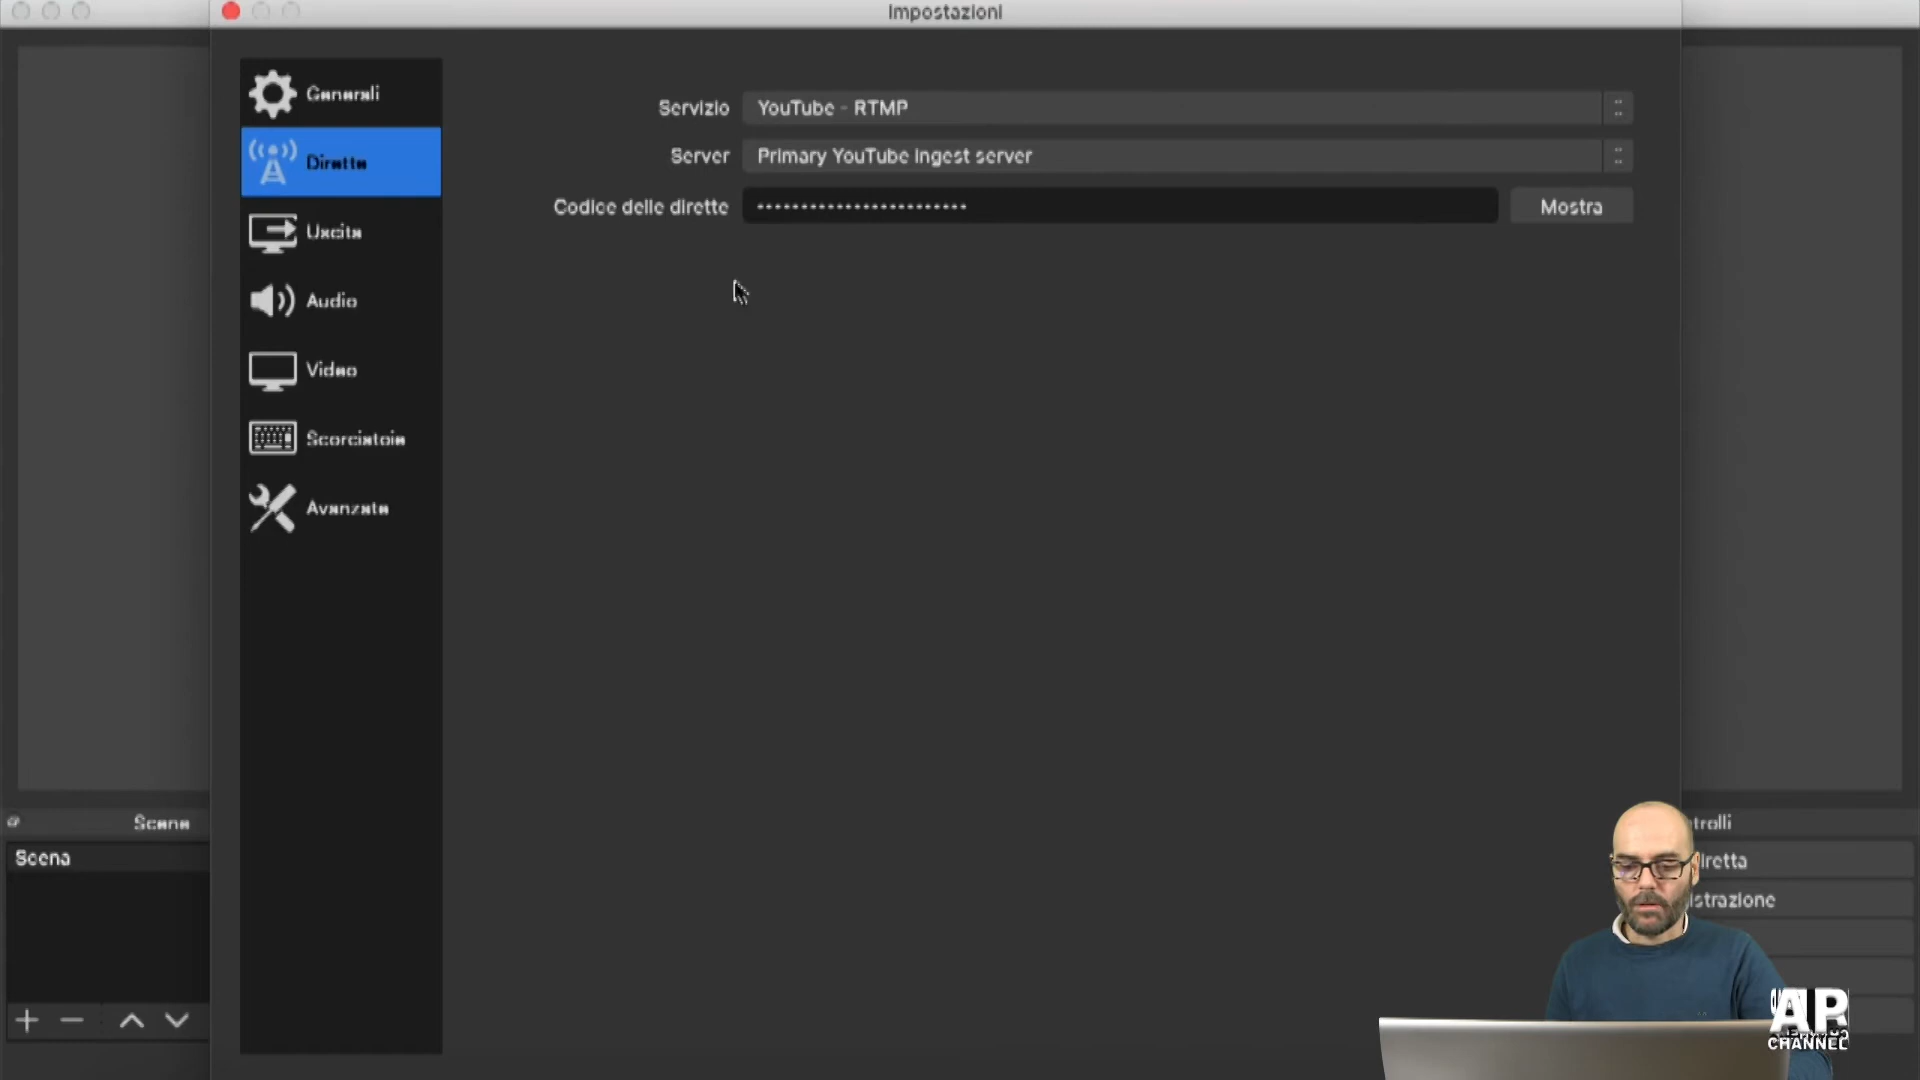 Impostazioni
Generali
Dirette
Uscita
Audio
Video
Scorciatoie
Avanzate
Servizio YouTube - RTMP
Server Primary YouTube ingest server
Codice delle dirette ························ Mostra
Scene
Scena
trolli
iretta
istrazione
AP
CHANNEL